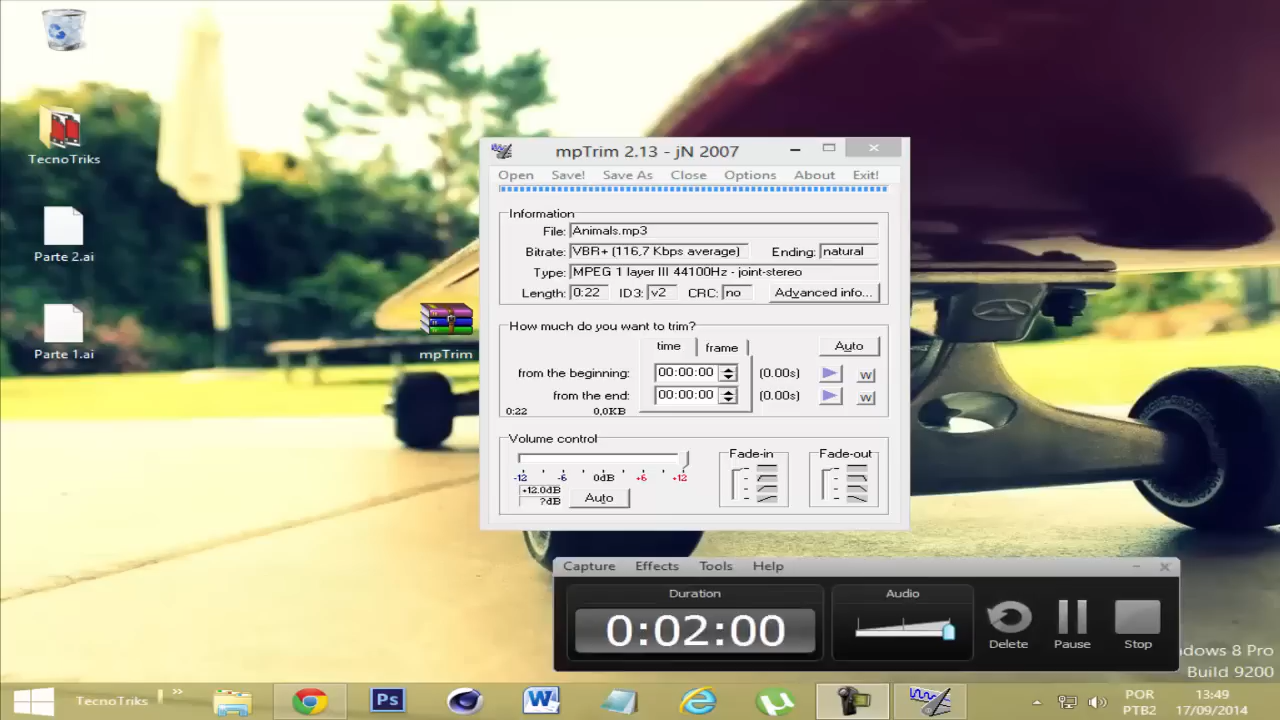 TecnoTriks
Parte 2.ai
Parte 1.ai
mpTrim
mpTrim 2.13 - jN 2007
Open Save! Save As Close Options About Exit!
Information
File: Animals.mp3
Bitrate: VBR+ (116,7 Kbps average) Ending: natural
Type: MPEG 1 layer III 44100Hz - joint-stereo
Length: 0:22 ID3: v2 CRC: no Advanced info...
How much do you want to trim?
time frame Auto
from the beginning: 00:00:00 (0.00s) w
from the end: 00:00:00 (0.00s) w
0:22 0,0KB
Volume control
Fade-in Fade-out
-12 -6 0dB +6 +12
+12.0dB
?dB Auto
Capture Effects Tools Help
Duration Audio
0:02:00
Delete Pause Stop
dows 8 Pro
Build 9200
TecnoTriks »
Ps
W
POR 13:49
PTB2 17/09/2014